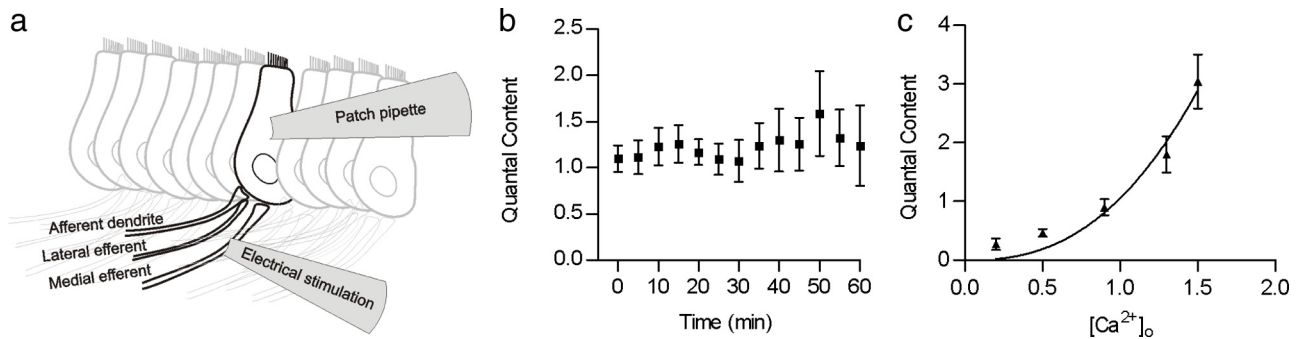 a
Patch pipette
Afferent dendrite
Lateral efferent
Medial efferent
Electrical stimulation
b
Quantal Content
2.5
2.0
1.5
1.0
0.5
0.0
0 10 20 30 40 50 60
Time (min)
c
Quantal Content
4
3
2
1
0
0.0 0.5 1.0 1.5 2.0
[Ca²⁺]ₒ